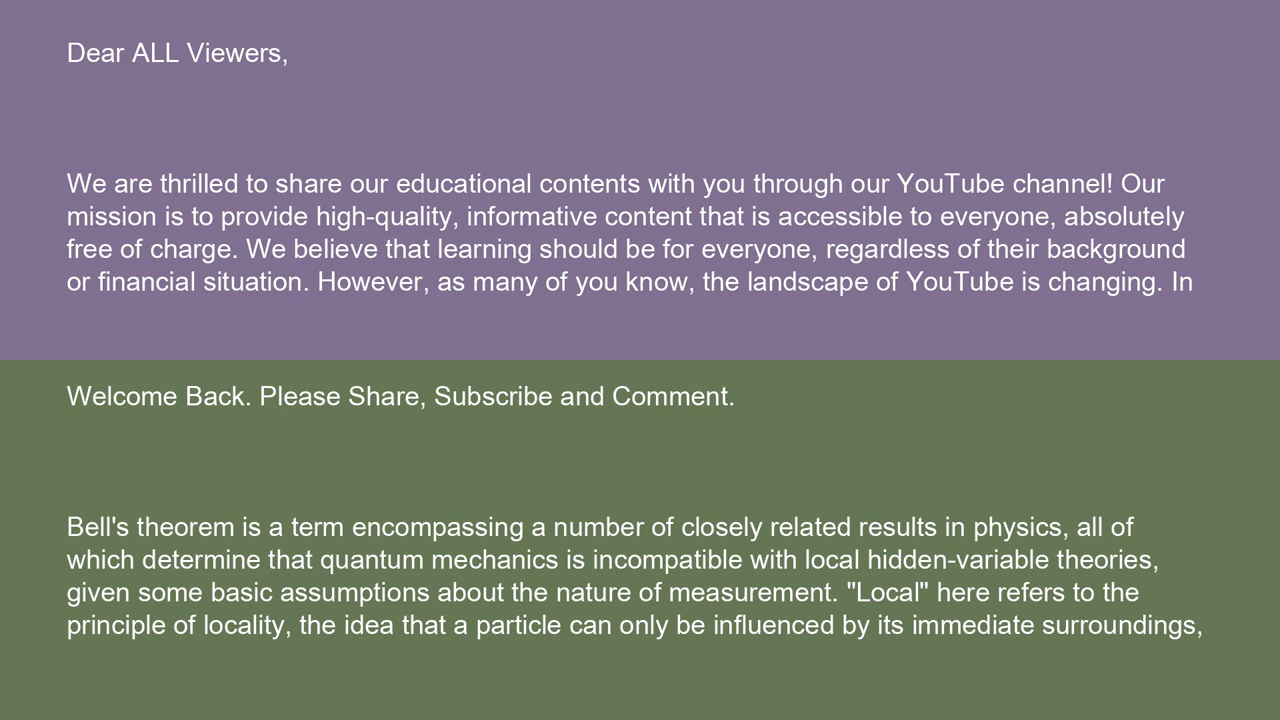 Dear ALL Viewers,
We are thrilled to share our educational contents with you through our YouTube channel! Our
mission is to provide high-quality, informative content that is accessible to everyone, absolutely
free of charge. We believe that learning should be for everyone, regardless of their background
or financial situation. However, as many of you know, the landscape of YouTube is changing. In
Welcome Back. Please Share, Subscribe and Comment.
Bell's theorem is a term encompassing a number of closely related results in physics, all of
which determine that quantum mechanics is incompatible with local hidden-variable theories,
given some basic assumptions about the nature of measurement. "Local" here refers to the
principle of locality, the idea that a particle can only be influenced by its immediate surroundings,